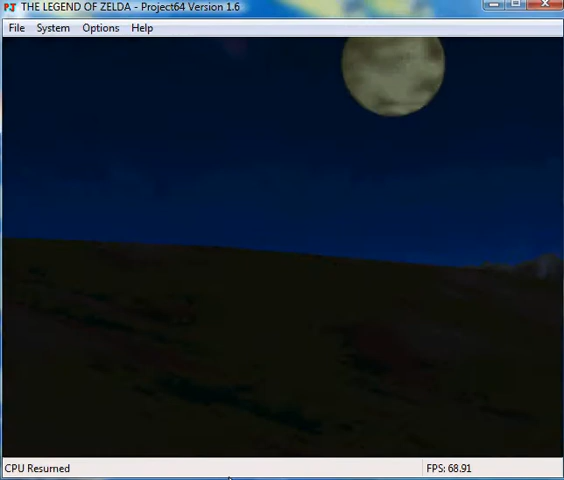 THE LEGEND OF ZELDA - Project64 Version 1.6
File System Options Help
CPU Resumed FPS: 68.91